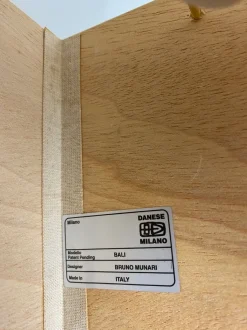 Milano
DANESE
MILANO
Modello BALI
Patent Pending
Designer BRUNO MUNARI
Made in ITALY